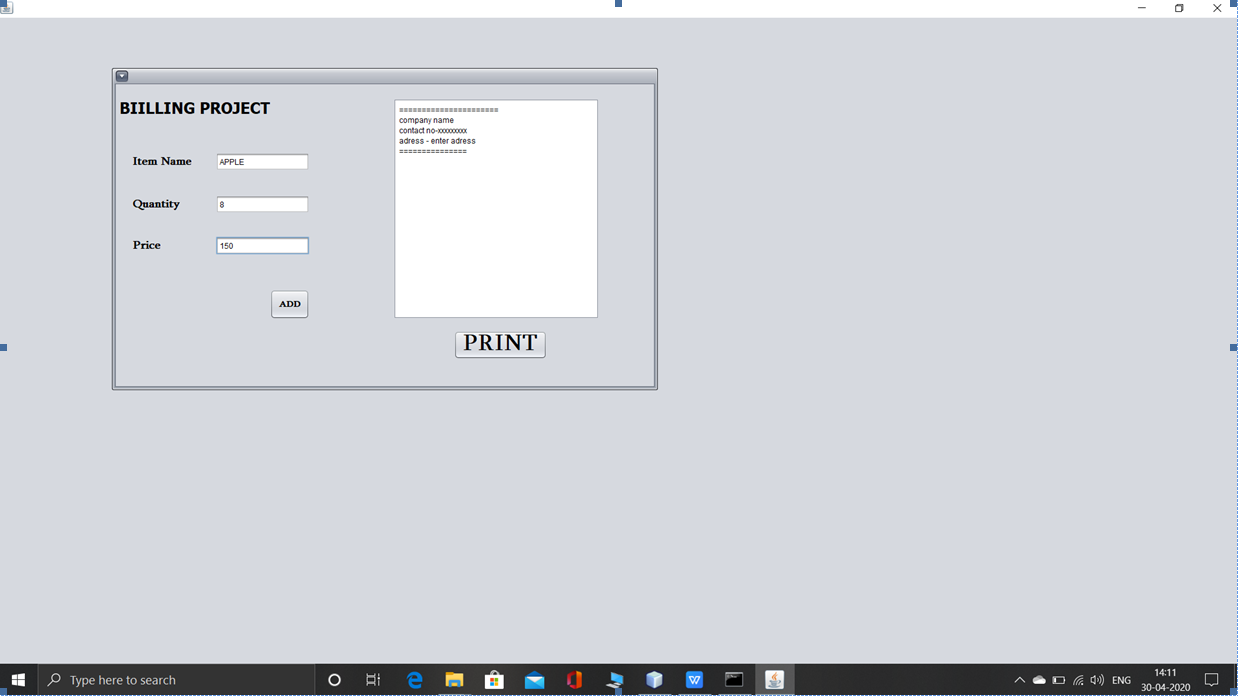 BIILLING PROJECT
Item Name
APPLE
Quantity
8
Price
150
ADD
======================
company name
contact no-xxxxxxxxx
adress - enter adress
===============
PRINT
Type here to search
ENG
14:11
30-04-2020